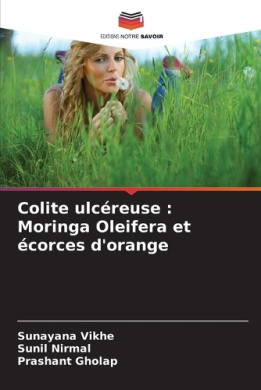 EDITIONS NOTRE SAVOIR
Colite ulcéreuse :
Moringa Oleifera et
écorces d'orange
Sunayana Vikhe
Sunil Nirmal
Prashant Gholap